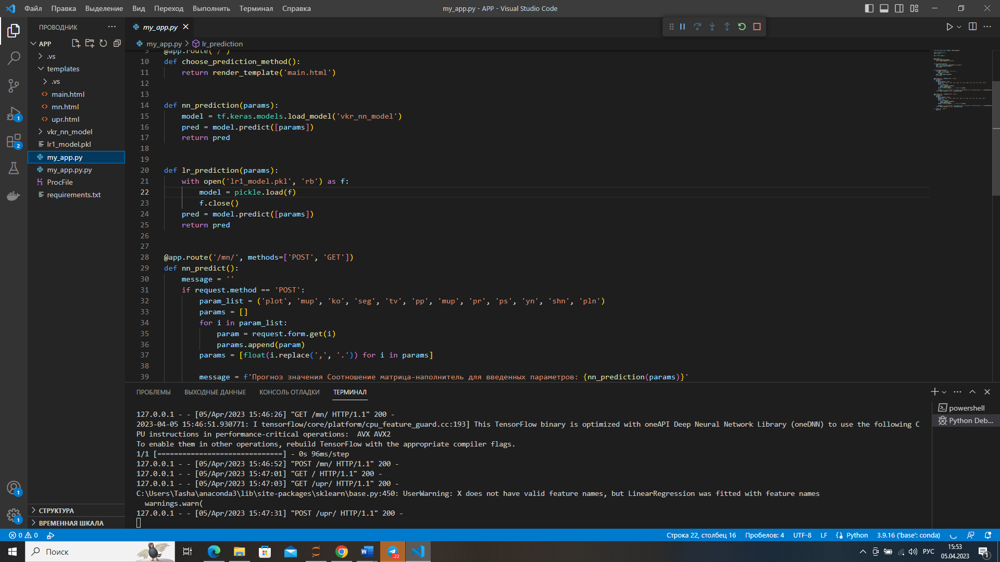 Файл Правка Выделение Вид Переход Выполнить Терминал Справка
my_app.py - APP - Visual Studio Code
ПРОВОДНИК
APP
.vs
templates
.vs
main.html
mn.html
upr.html
vkr_nn_model
lr1_model.pkl
my_app.py
my_app.py.py
ProcFile
requirements.txt
СТРУКТУРА
ВРЕМЕННАЯ ШКАЛА
1
2
1
1
my_app.py
my_app.py lr_prediction
9 @app.route('/')
10 def choose_prediction_method():
11 return render_template('main.html')
12
13
14 def nn_prediction(params):
15 model = tf.keras.models.load_model('vkr_nn_model')
16 pred = model.predict([params])
17 return pred
18
19
20 def lr_prediction(params):
21 with open('lr1_model.pkl', 'rb') as f:
22 model = pickle.load(f)
23 f.close()
24 pred = model.predict([params])
25 return pred
26
27
28 @app.route('/mn/', methods=['POST', 'GET'])
29 def nn_predict():
30 message = ''
31 if request.method == 'POST':
32 param_list = ('plot', 'mup', 'ko', 'seg', 'tv', 'pp', 'mup', 'pr', 'ps', 'yn', 'shn', 'pln')
33 params = []
34 for i in param_list:
35 param = request.form.get(i)
36 params.append(param)
37 params = [float(i.replace(',', '.')) for i in params]
38
39 message = f'Прогноз значения Соотношение матрица-наполнитель для введенных параметров: {nn_prediction(params)}'
ПРОБЛЕМЫ ВЫХОДНЫЕ ДАННЫЕ КОНСОЛЬ ОТЛАДКИ ТЕРМИНАЛ
127.0.0.1 - - [05/Apr/2023 15:46:26] "GET /mn/ HTTP/1.1" 200 -
2023-04-05 15:46:51.930771: I tensorflow/core/platform/cpu_feature_guard.cc:193] This TensorFlow binary is optimized with oneAPI Deep Neural Network Library (oneDNN) to use the following C
PU instructions in performance-critical operations:  AVX AVX2
To enable them in other operations, rebuild TensorFlow with the appropriate compiler flags.
1/1 [==============================] - 0s 96ms/step
127.0.0.1 - - [05/Apr/2023 15:46:52] "POST /mn/ HTTP/1.1" 200 -
127.0.0.1 - - [05/Apr/2023 15:47:01] "GET / HTTP/1.1" 200 -
127.0.0.1 - - [05/Apr/2023 15:47:03] "GET /upr/ HTTP/1.1" 200 -
C:\Users\Tasha\anaconda3\lib\site-packages\sklearn\base.py:450: UserWarning: X does not have valid feature names, but LinearRegression was fitted with feature names
warnings.warn(
127.0.0.1 - - [05/Apr/2023 15:47:31] "POST /upr/ HTTP/1.1" 200 -
powershell
Python Deb...
0 0
Строка 22, столбец 16 Пробелов: 4 UTF-8 LF Python 3.9.16 ('base': conda)
Поиск
22
РУС
15:53
05.04.2023
1